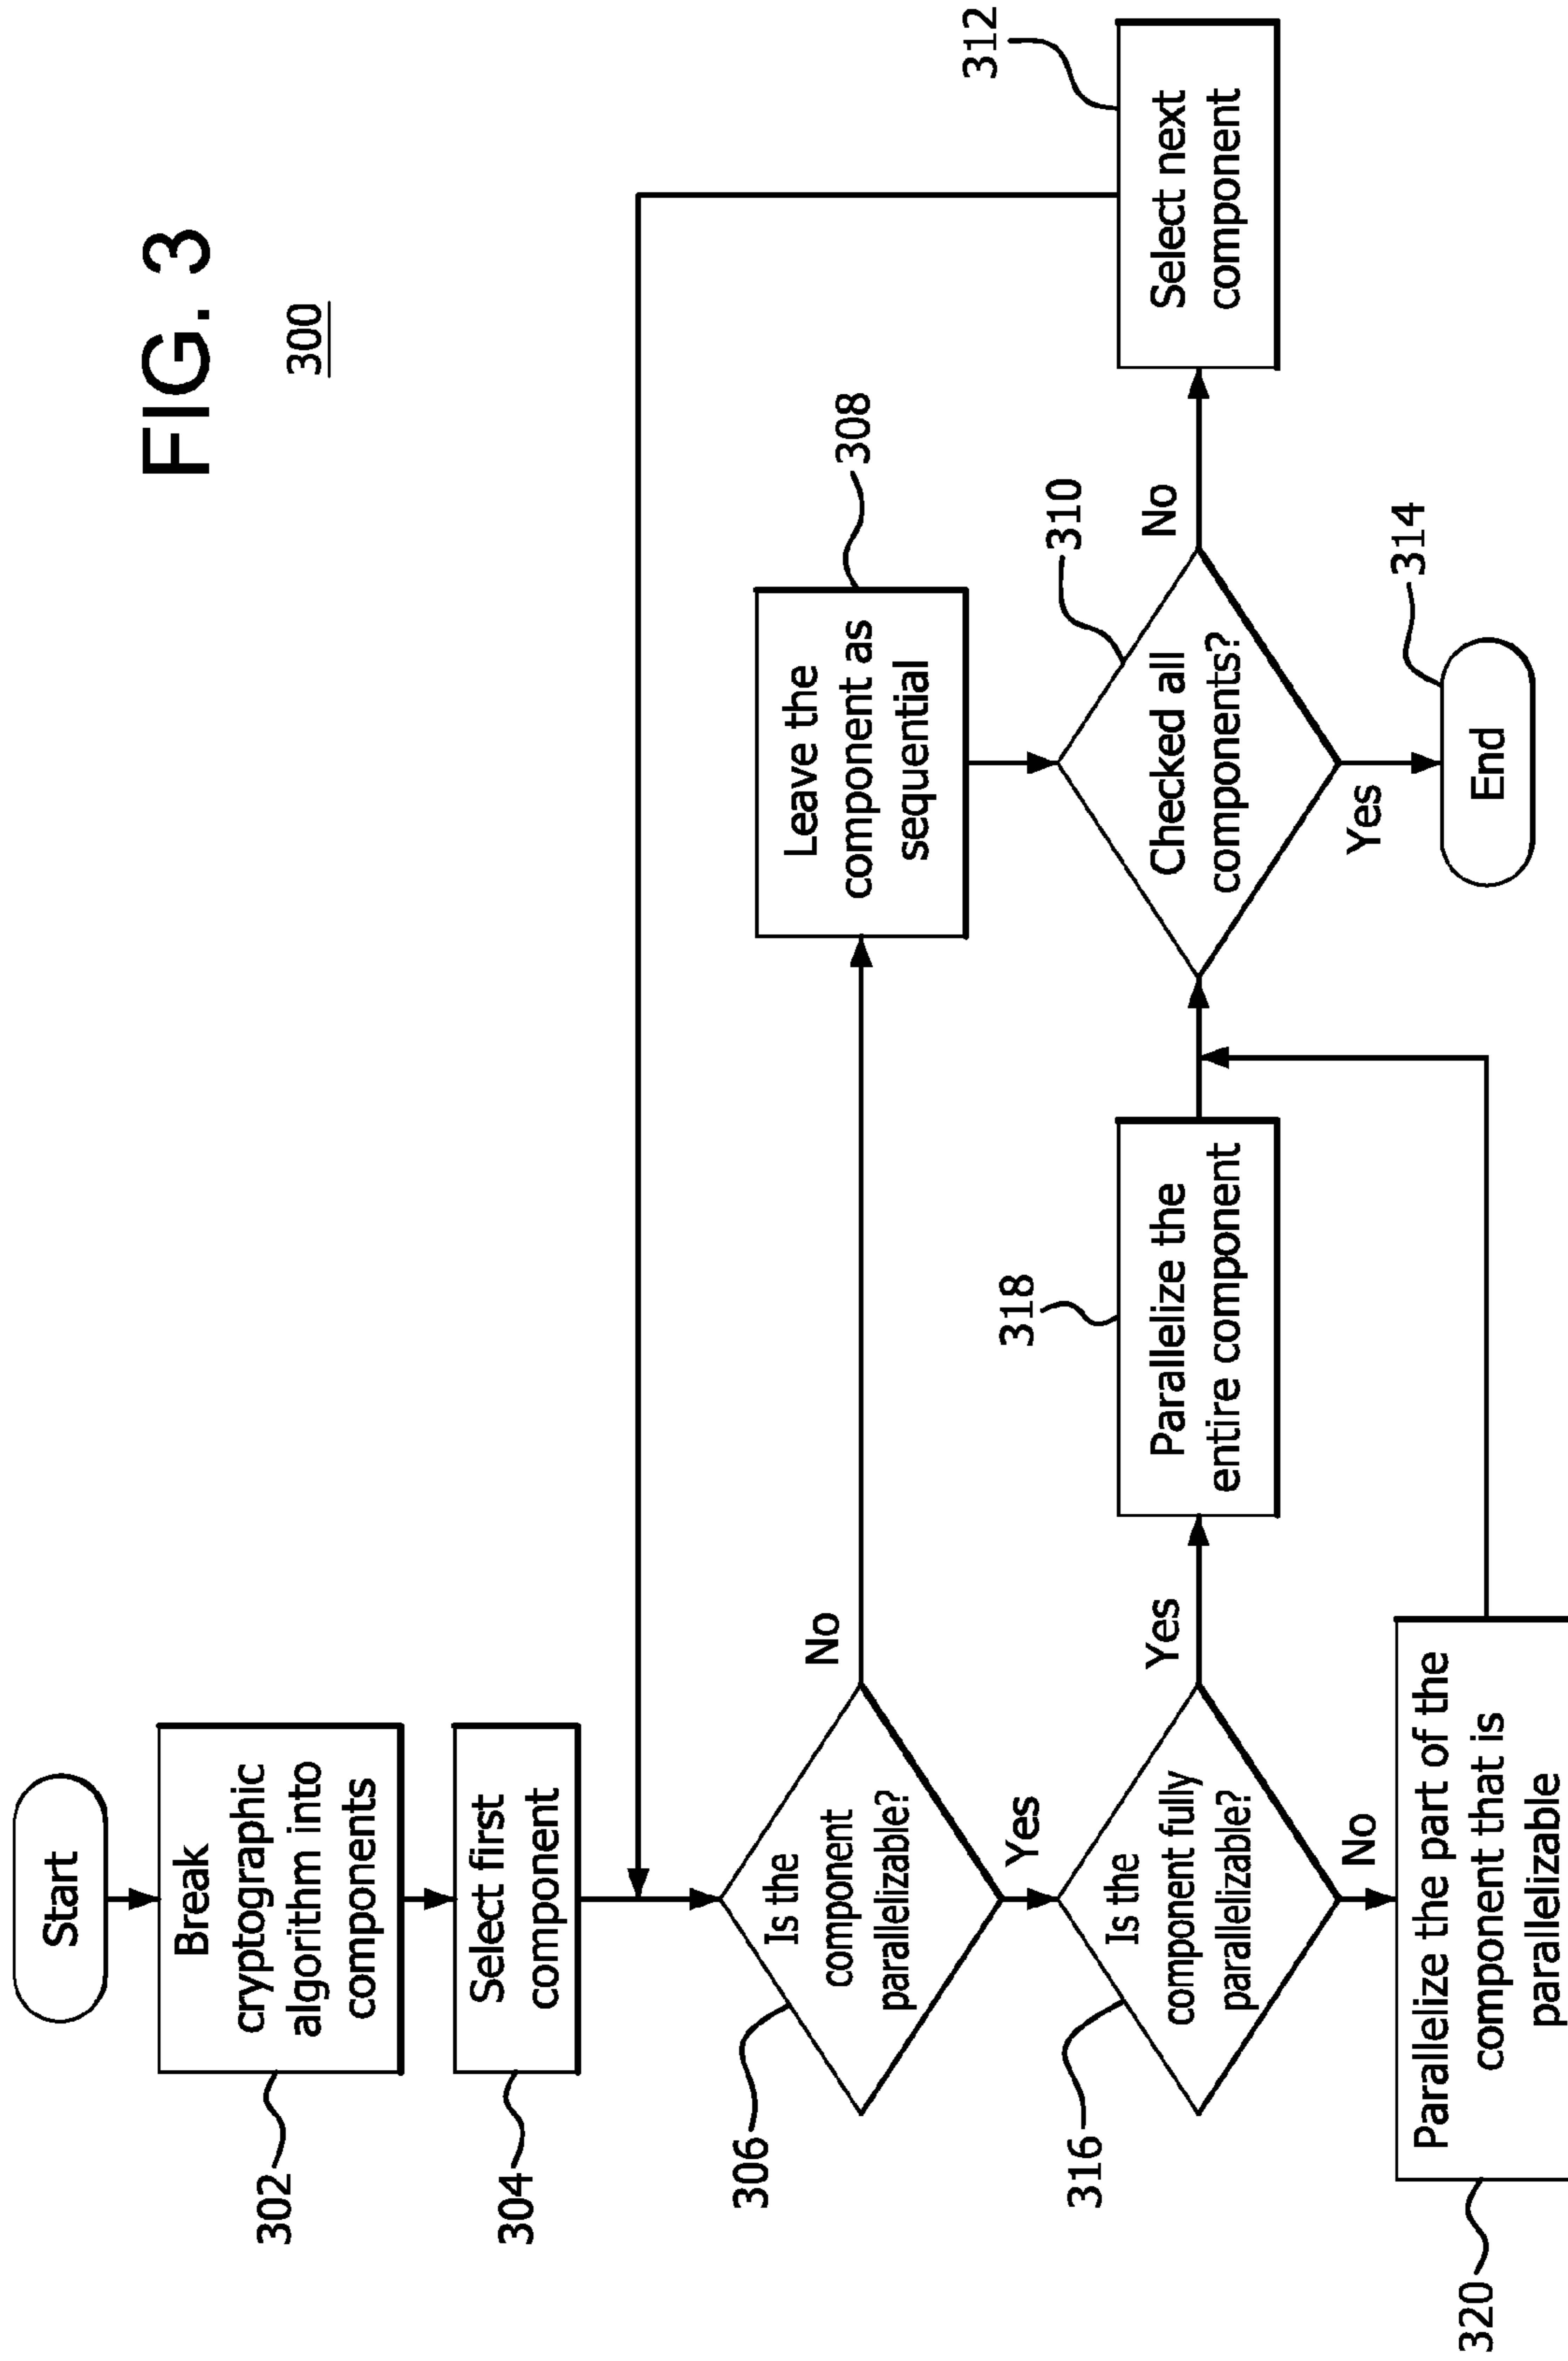 FIG. 3
300
Start
Break
cryptographic
algorithm into
components
302
Select first
component
304
Is the
component
parallelizable?
306
No
Yes
Leave the
component as
sequential
308
Is the
component fully
parallelizable?
316
Yes
No
Parallelize the
entire component
318
Checked all
components?
310
No
Yes
Select next
component
312
End
314
Parallelize the part of the
component that is
parallelizable
320